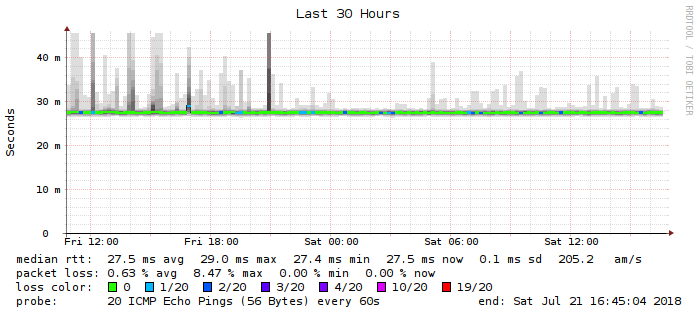 Last 30 Hours
RRDTOOL / TOBI OETIKER
Seconds
40 m
30 m
20 m
10 m
0
Fri 12:00 Fri 18:00 Sat 00:00 Sat 06:00 Sat 12:00
median rtt: 27.5 ms avg 29.0 ms max 27.4 ms min 27.5 ms now 0.1 ms sd 205.2 am/s
packet loss: 0.63 % avg 8.47 % max 0.00 % min 0.00 % now
loss color: 0 1/20 2/20 3/20 4/20 10/20 19/20
probe: 20 ICMP Echo Pings (56 Bytes) every 60s end: Sat Jul 21 16:45:04 2018